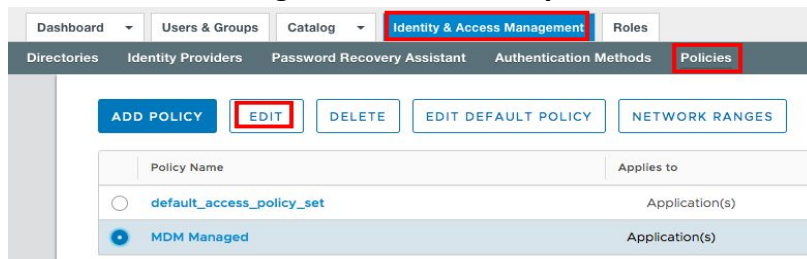 Dashboard Users & Groups Catalog Identity & Access Management Roles
Directories Identity Providers Password Recovery Assistant Authentication Methods Policies
ADD POLICY EDIT DELETE EDIT DEFAULT POLICY NETWORK RANGES
Policy Name Applies to
default_access_policy_set Application(s)
MDM Managed Application(s)